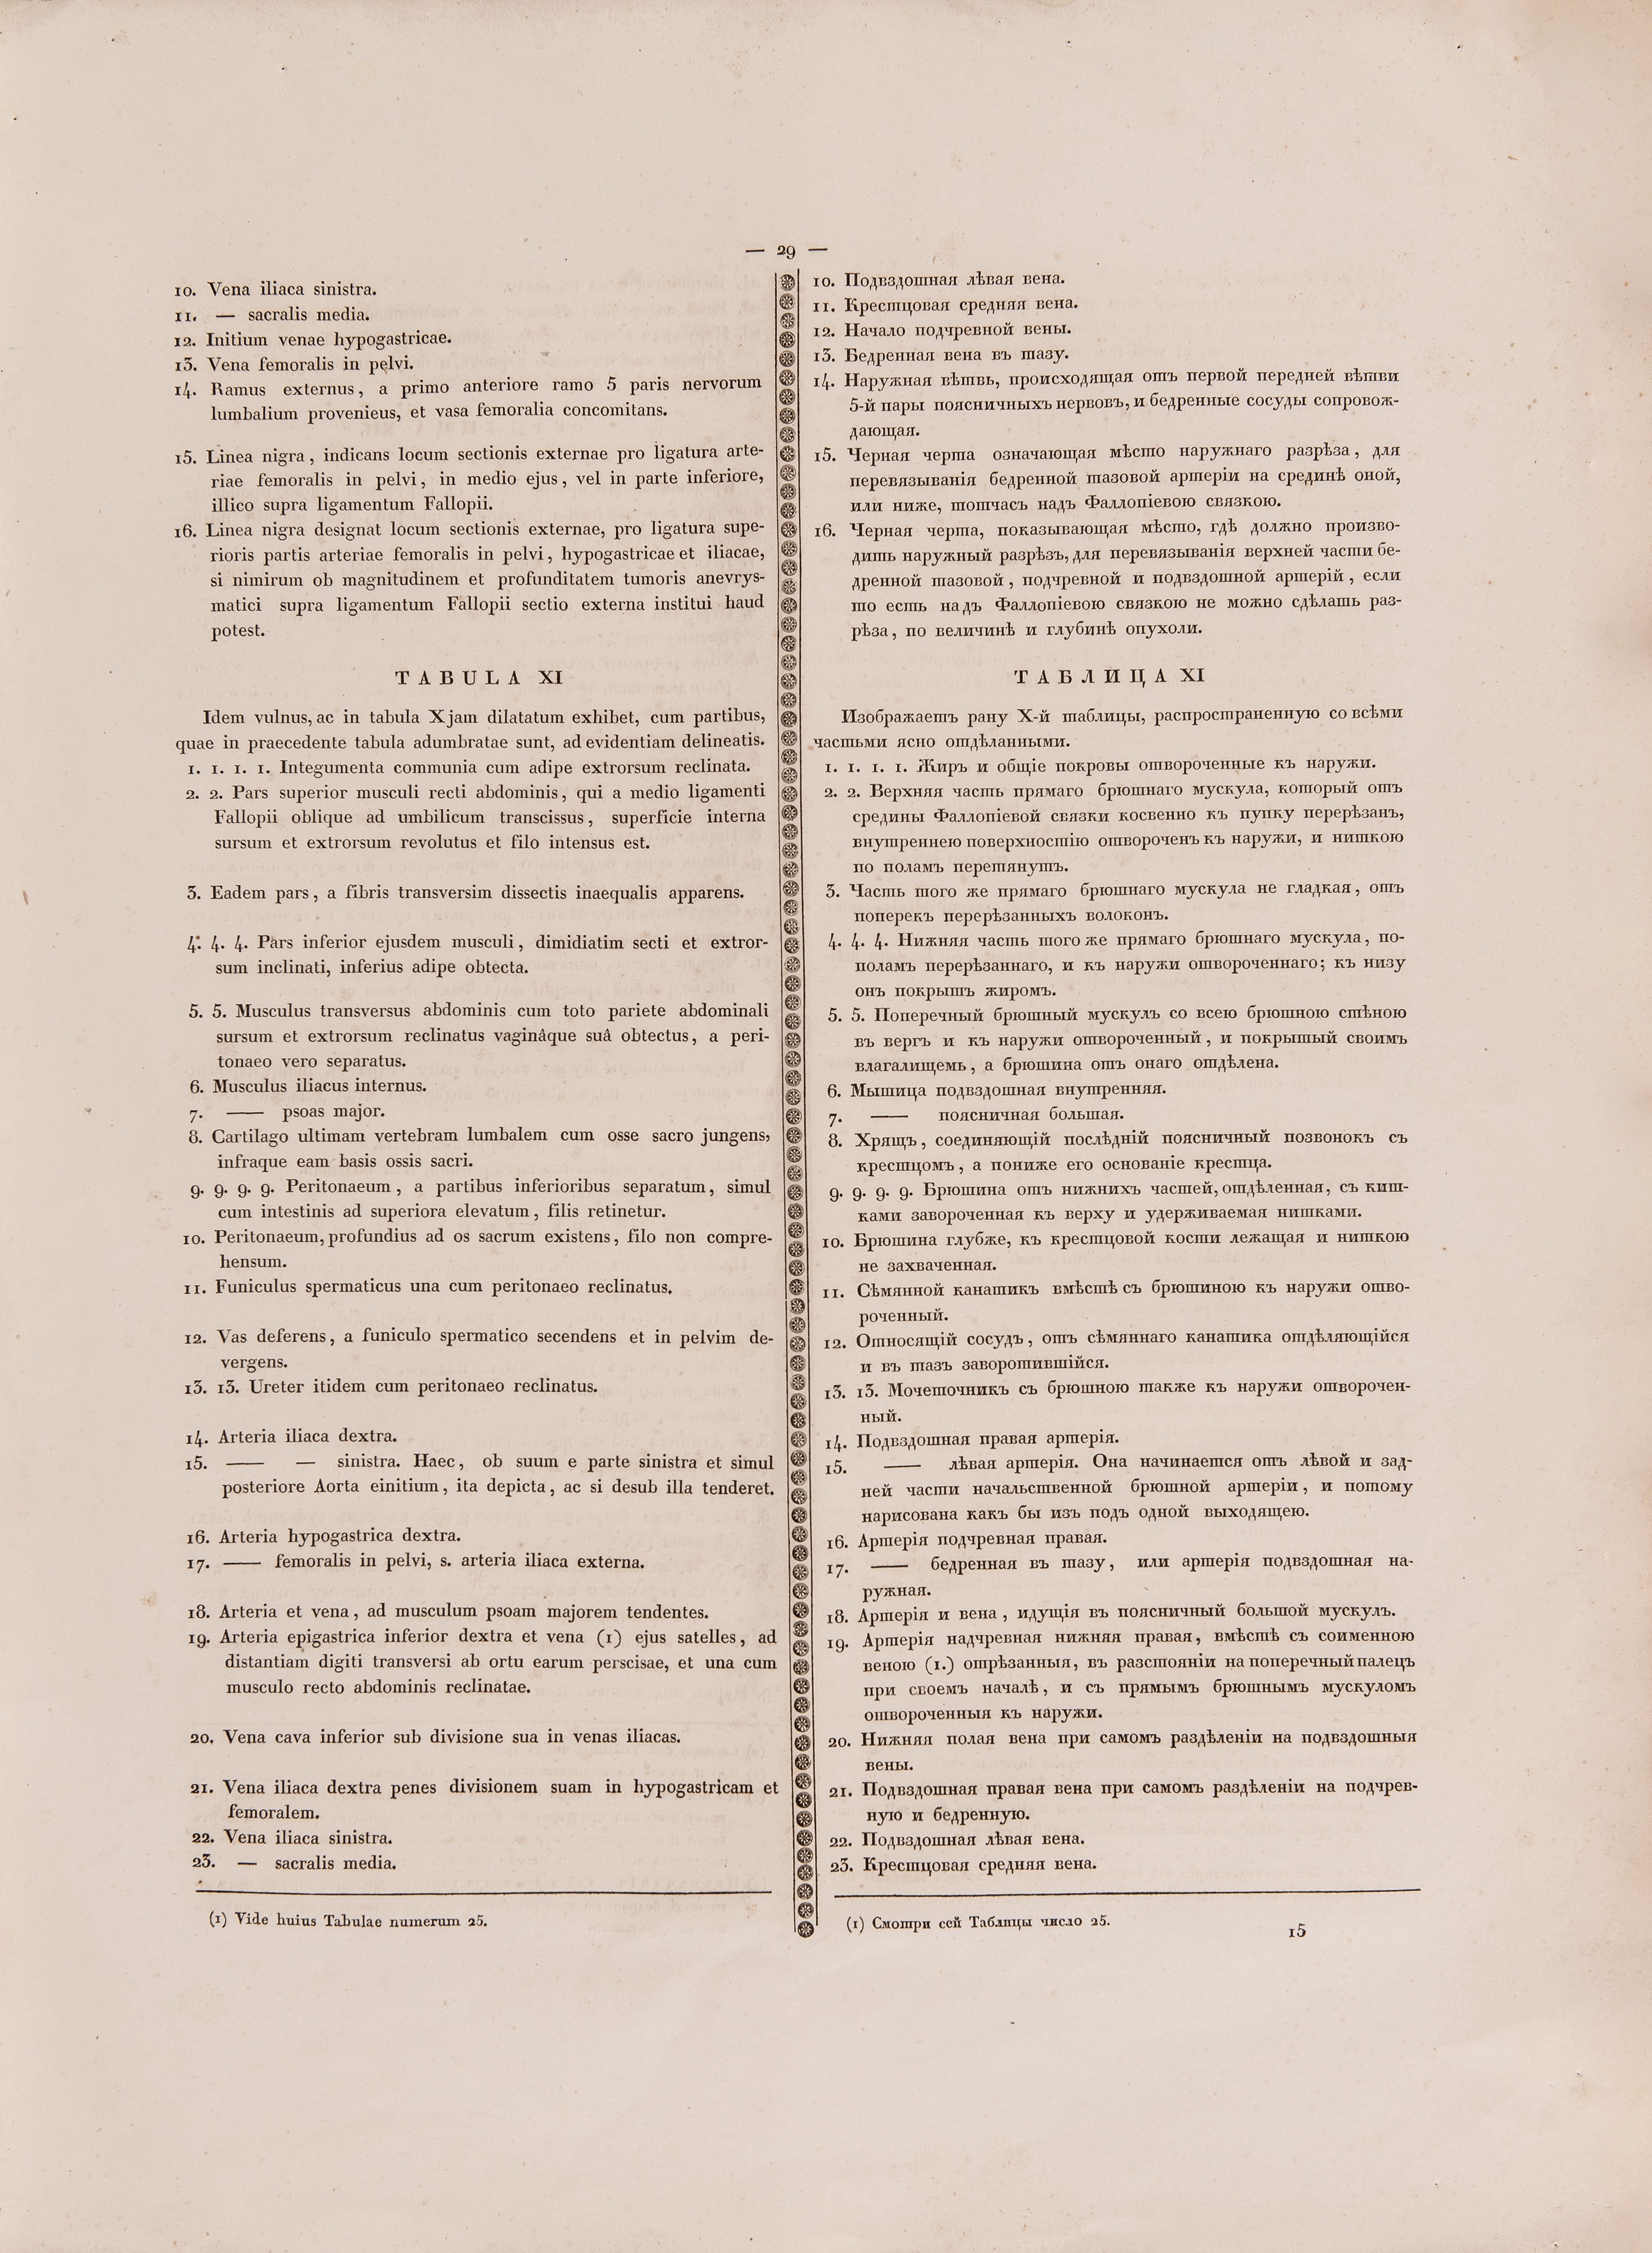 — 29 —
10. Vena iliaca sinistra.
11. — sacralis media.
12. Initium venae hypogastricae.
13. Vena femoralis in pelvi.
14. Ramus externus, a primo anteriore ramo 5 paris nervorum
lumbalium provenieus, et vasa femoralia concomitans.
15. Linea nigra, indicans locum sectionis externae pro ligatura arte-
riae femoralis in pelvi, in medio ejus, vel in parte inferiore,
illico supra ligamentum Fallopii.
16. Linea nigra designat locum sectionis externae, pro ligatura supe-
rioris partis arteriae femoralis in pelvi, hypogastricae et iliacae,
si nimirum ob magnitudinem et profunditatem tumoris anevrys-
matici supra ligamentum Fallopii sectio externa institui haud
potest.
TABULA XI
Idem vulnus, ac in tabula X jam dilatatum exhibet, cum partibus,
quae in praecedente tabula adumbratae sunt, ad evidentiam delineatis.
1. 1. 1. 1. Integumenta communia cum adipe extrorsum reclinata.
2. 2. Pars superior musculi recti abdominis, qui a medio ligamenti
Fallopii oblique ad umbilicum transcissus, superficie interna
sursum et extrorsum revolutus et filo intensus est.
3. Eadem pars, a fibris transversim dissectis inaequalis apparens.
4. 4. 4. Pars inferior ejusdem musculi, dimidiatim secti et extror-
sum inclinati, inferius adipe obtecta.
5. 5. Musculus transversus abdominis cum toto pariete abdominali
sursum et extrorsum reclinatus vaginâque suâ obtectus, a peri-
tonaeo vero separatus.
6. Musculus iliacus internus.
7. —— psoas major.
8. Cartilago ultimam vertebram lumbalem cum osse sacro jungens,
infraque eam basis ossis sacri.
9. 9. 9. 9. Peritonaeum, a partibus inferioribus separatum, simul
cum intestinis ad superiora elevatum, filis retinetur.
10. Peritonaeum, profundius ad os sacrum existens, filo non compre-
hensum.
11. Funiculus spermaticus una cum peritonaeo reclinatus.
12. Vas deferens, a funiculo spermatico secendens et in pelvim de-
vergens.
13. 13. Ureter itidem cum peritonaeo reclinatus.
14. Arteria iliaca dextra.
15. —— — sinistra. Haec, ob suum e parte sinistra et simul
posteriore Aorta einitium, ita depicta, ac si desub illa tenderet.
16. Arteria hypogastrica dextra.
17. —— femoralis in pelvi, s. arteria iliaca externa.
18. Arteria et vena, ad musculum psoam majorem tendentes.
19. Arteria epigastrica inferior dextra et vena (1) ejus satelles, ad
distantiam digiti transversi ab ortu earum perscisae, et una cum
musculo recto abdominis reclinatae.
20. Vena cava inferior sub divisione sua in venas iliacas.
21. Vena iliaca dextra penes divisionem suam in hypogastricam et
femoralem.
22. Vena iliaca sinistra.
23. — sacralis media.
(1) Vide huius Tabulae numerum 25.
10. Подвздошная лѣвая вена.
11. Крестцовая средняя вена.
12. Начало подчревной вены.
13. Бедренная вена въ тазу.
14. Наружная вѣтвь, происходящая отъ первой передней вѣтви
5-й пары поясничныхъ нервовъ, и бедренные сосуды сопровож-
дающая.
15. Черная черта означающая мѣсто наружнаго разрѣза, для
перевязыванія бедренной тазовой артеріи на срединѣ оной,
или ниже, тотчасъ надъ Фаллопіевою связкою.
16. Черная черта, показывающая мѣсто, гдѣ должно произво-
дить наружный разрѣзъ, для перевязыванія верхней части бе-
дренной тазовой, подчревной и подвздошной артерій, если
то есть надъ Фаллопіевою связкою не можно сдѣлать раз-
рѣза, по величинѣ и глубинѣ опухоли.
ТАБЛИЦА XI
Изображаетъ рану X-й таблицы, распространенную со всѣми
частьми ясно отдѣланными.
1. 1. 1. 1. Жиръ и общіе покровы отвороченные къ наружи.
2. 2. Верхняя часть прямаго брюшнаго мускула, который отъ
средины Фаллопіевой связки косвенно къ пупку перерѣзанъ,
внутреннею поверхностію отвороченъ къ наружи, и ниткою
по поламъ перетянутъ.
3. Часть того же прямаго брюшнаго мускула не гладкая, отъ
поперекъ перерѣзанныхъ волоконъ.
4. 4. 4. Нижняя часть того же прямаго брюшнаго мускула, по-
поламъ перерѣзаннаго, и къ наружи отвороченнаго; къ низу
онъ покрытъ жиромъ.
5. 5. Поперечный брюшный мускулъ со всею брюшною стѣною
въ вергъ и къ наружи отвороченный, и покрытый своимъ
влагалищемъ, а брюшина отъ онаго отдѣлена.
6. Мышица подвздошная внутренняя.
7. —— поясничная большая.
8. Хрящъ, соединяющій послѣдній поясничный позвонокъ съ
крестцомъ, а пониже его основаніе крестца.
9. 9. 9. 9. Брюшина отъ нижнихъ частей, отдѣленная, съ киш-
ками завороченная къ верху и удерживаемая нитками.
10. Брюшина глубже, къ крестцовой кости лежащая и ниткою
не захваченная.
11. Сѣмянной канатикъ вмѣстѣ съ брюшиною къ наружи отво-
роченный.
12. Относящій сосудъ, отъ сѣмяннаго канатика отдѣляющійся
и въ тазъ заворотившійся.
13. 13. Мочеточникъ съ брюшною также къ наружи отворочен-
ный.
14. Подвздошная правая артерія.
15. —— лѣвая артерія. Она начинается отъ лѣвой и зад-
ней части начальственной брюшной артеріи, и потому
нарисована какъ бы изъ подъ одной выходящею.
16. Артерія подчревная правая.
17. —— бедренная въ тазу, или артерія подвздошная на-
ружная.
18. Артерія и вена, идущія въ поясничный большой мускулъ.
19. Артерія надчревная нижняя правая, вмѣстѣ съ соименною
веною (1.) отрѣзанныя, въ разстояніи на поперечный палецъ
при своемъ началѣ, и съ прямымъ брюшнымъ мускуломъ
отвороченныя къ наружи.
20. Нижняя полая вена при самомъ раздѣленіи на подвздошныя
вены.
21. Подвздошная правая вена при самомъ раздѣленіи на подчрев-
ную и бедренную.
22. Подвздошная лѣвая вена.
23. Крестцовая средняя вена.
(1) Смотри сей Таблицы число 25.
15